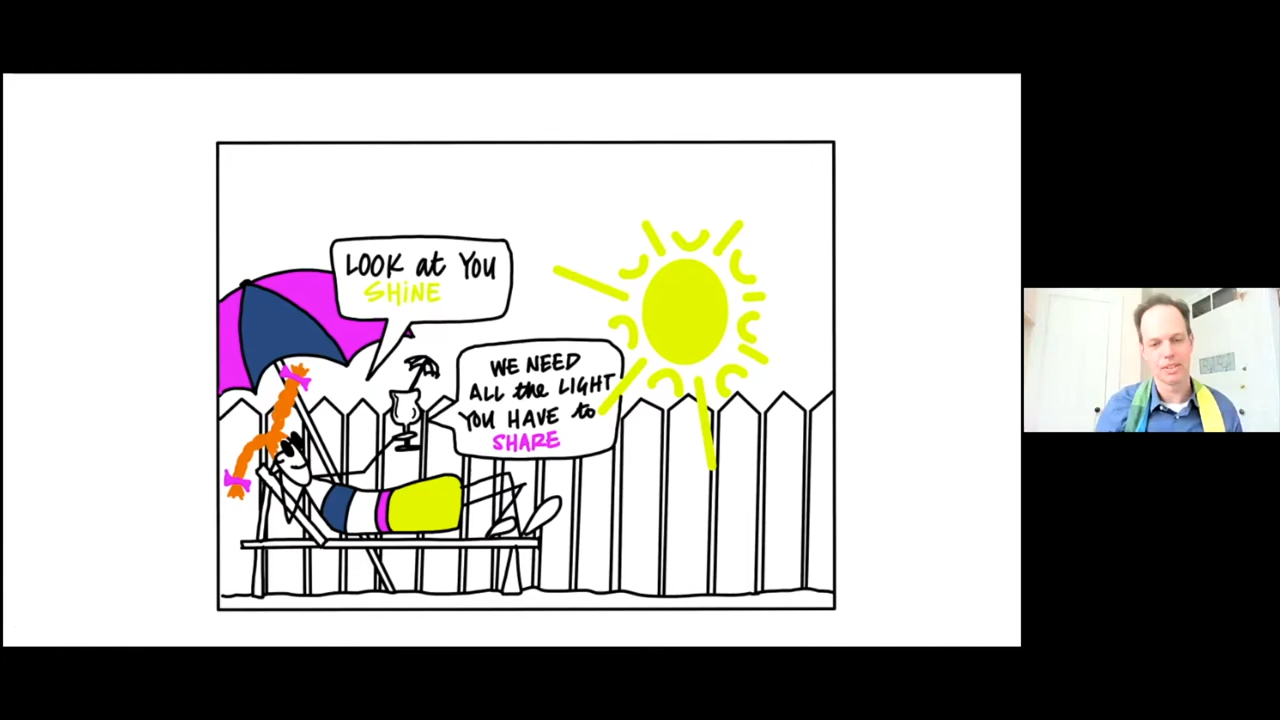 LOOK at YOU
SHiNE
WE NEED
ALL the LIGHT
YOU HAVE to
SHARE